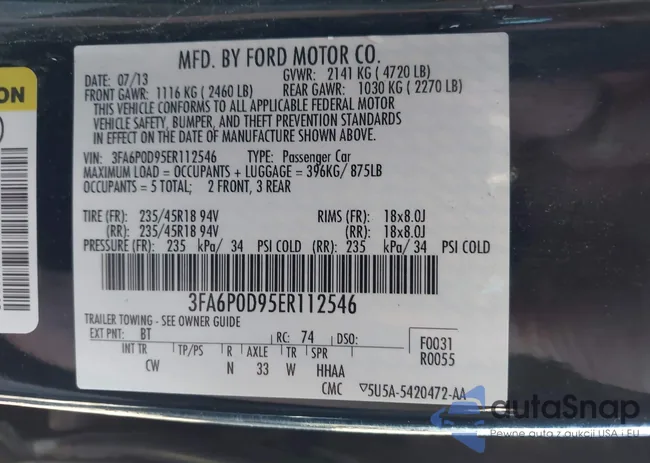 MFD. BY FORD MOTOR CO.
DATE: 07/13 GVWR: 2141 KG (4720 LB)
FRONT GAWR: 1116 KG (2460 LB) REAR GAWR: 1030 KG (2270 LB)
THIS VEHICLE CONFORMS TO ALL APPLICABLE FEDERAL MOTOR
VEHICLE SAFETY, BUMPER, AND THEFT PREVENTION STANDARDS
IN EFFECT ON THE DATE OF MANUFACTURE SHOWN ABOVE.
VIN: 3FA6P0D95ER112546 TYPE: Passenger Car
MAXIMUM LOAD = OCCUPANTS + LUGGAGE = 396KG/ 875LB
OCCUPANTS = 5 TOTAL; 2 FRONT, 3 REAR
TIRE (FR): 235/45R18 94V RIMS (FR): 18x8.0J
(RR): 235/45R18 94V (RR): 18x8.0J
PRESSURE (FR): 235 kPa/ 34 PSI COLD (RR): 235 kPa/ 34 PSI COLD
3FA6P0D95ER112546
TRAILER TOWING - SEE OWNER GUIDE
EXT PNT: BT RC: 74 DSO: F0031
R0055
INT TR TP/PS R AXLE TR SPR
CW N 33 W HHAA
CMC ▽5U5A-5420472-AA
ON
autoSnap
Pewne auta z aukcji USA i EU